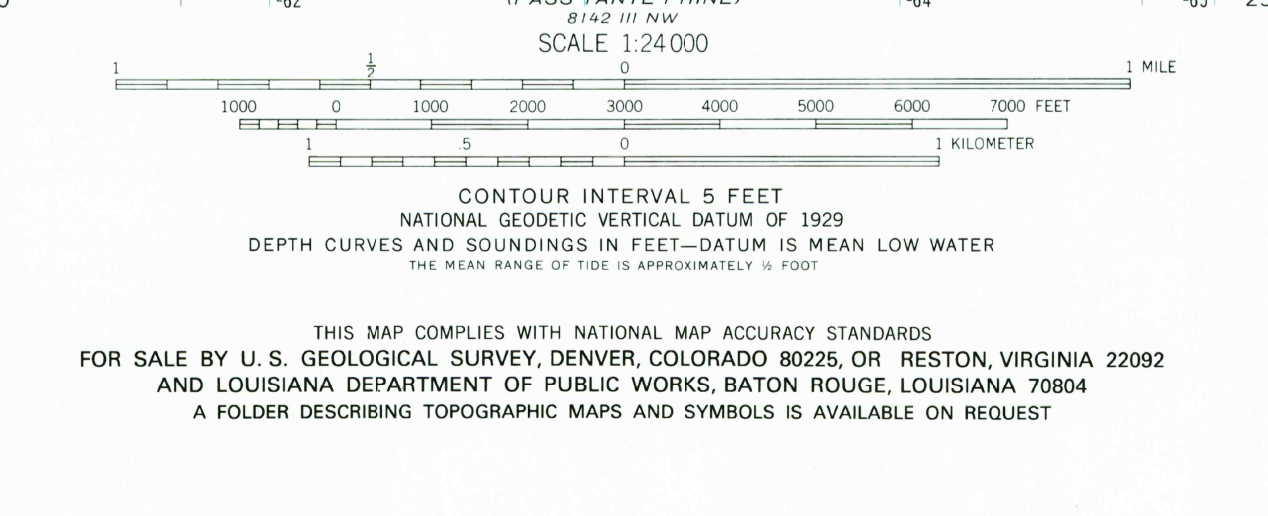 -62 (PASS TANTE PHINE) -64 -65
8142 III NW
SCALE 1:24 000
1 ½ 0 1 MILE
1000 0 1000 2000 3000 4000 5000 6000 7000 FEET
1 .5 0 1 KILOMETER
CONTOUR INTERVAL 5 FEET
NATIONAL GEODETIC VERTICAL DATUM OF 1929
DEPTH CURVES AND SOUNDINGS IN FEET—DATUM IS MEAN LOW WATER
THE MEAN RANGE OF TIDE IS APPROXIMATELY ½ FOOT
THIS MAP COMPLIES WITH NATIONAL MAP ACCURACY STANDARDS
FOR SALE BY U. S. GEOLOGICAL SURVEY, DENVER, COLORADO 80225, OR RESTON, VIRGINIA 22092
AND LOUISIANA DEPARTMENT OF PUBLIC WORKS, BATON ROUGE, LOUISIANA 70804
A FOLDER DESCRIBING TOPOGRAPHIC MAPS AND SYMBOLS IS AVAILABLE ON REQUEST